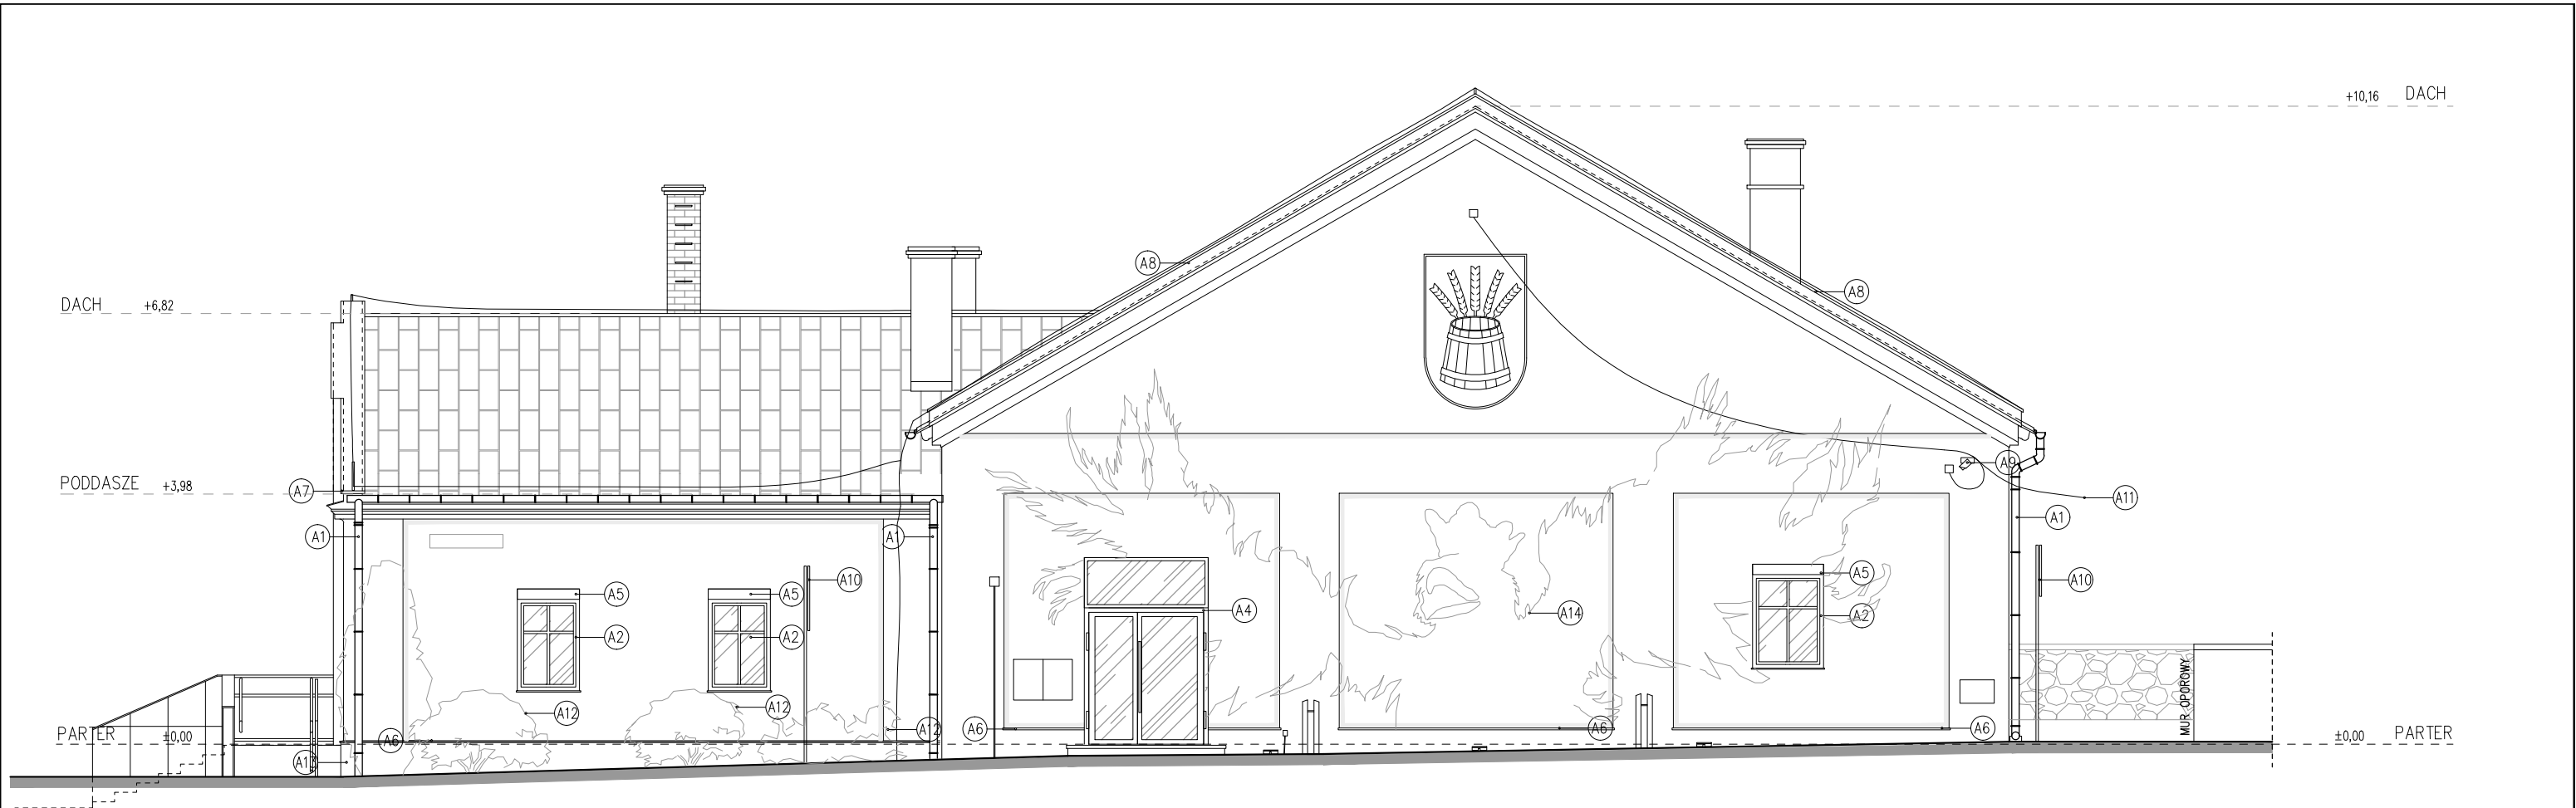 +10,16 DACH
A8
A8
DACH +6,82
A9
PODDASZE +3,98
A7
A11
A1
A1
A1
A5
A5
A10
A5
A10
A4
A14
A2
A2
A2
A12
A12
A12
A6
A6
A6
A6
MUR OPOROWY
PARTER ±0,00
±0,00 PARTER